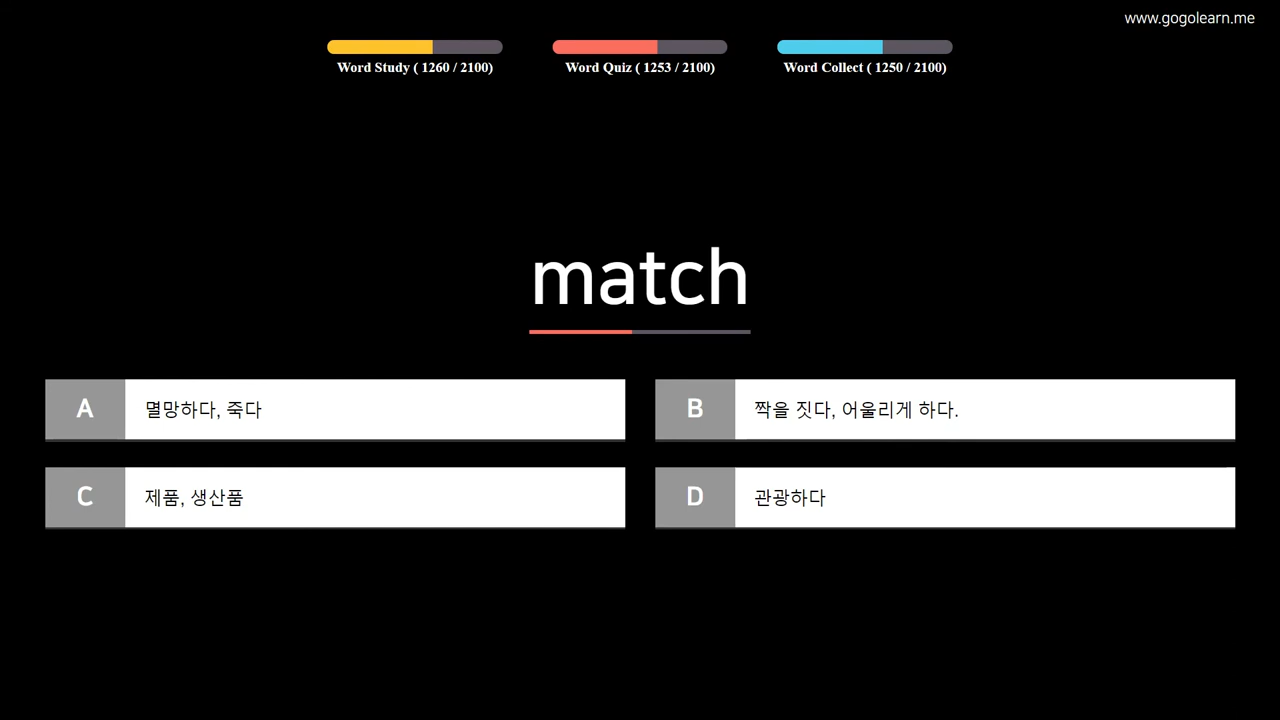 www.gogolearn.me
Word Study ( 1260 / 2100)
Word Quiz ( 1253 / 2100)
Word Collect ( 1250 / 2100)
match
A 멸망하다, 죽다
B 짝을 짓다, 어울리게 하다.
C 제품, 생산품
D 관광하다